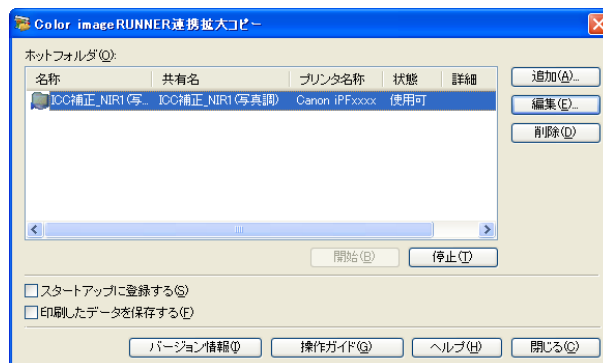 Color imageRUNNER連携拡大コピー
ホットフォルダ(O):
名称 共有名 プリンタ名称 状態 詳細
ICC補正_NIR1(写... ICC補正_NIR1(写真調) Canon iPFxxxx 使用可
追加(A)...
編集(E)...
削除(D)
開始(B) 停止(T)
スタートアップに登録する(S)
印刷したデータを保存する(F)
バージョン情報(I) 操作ガイド(G) ヘルプ(H) 閉じる(C)